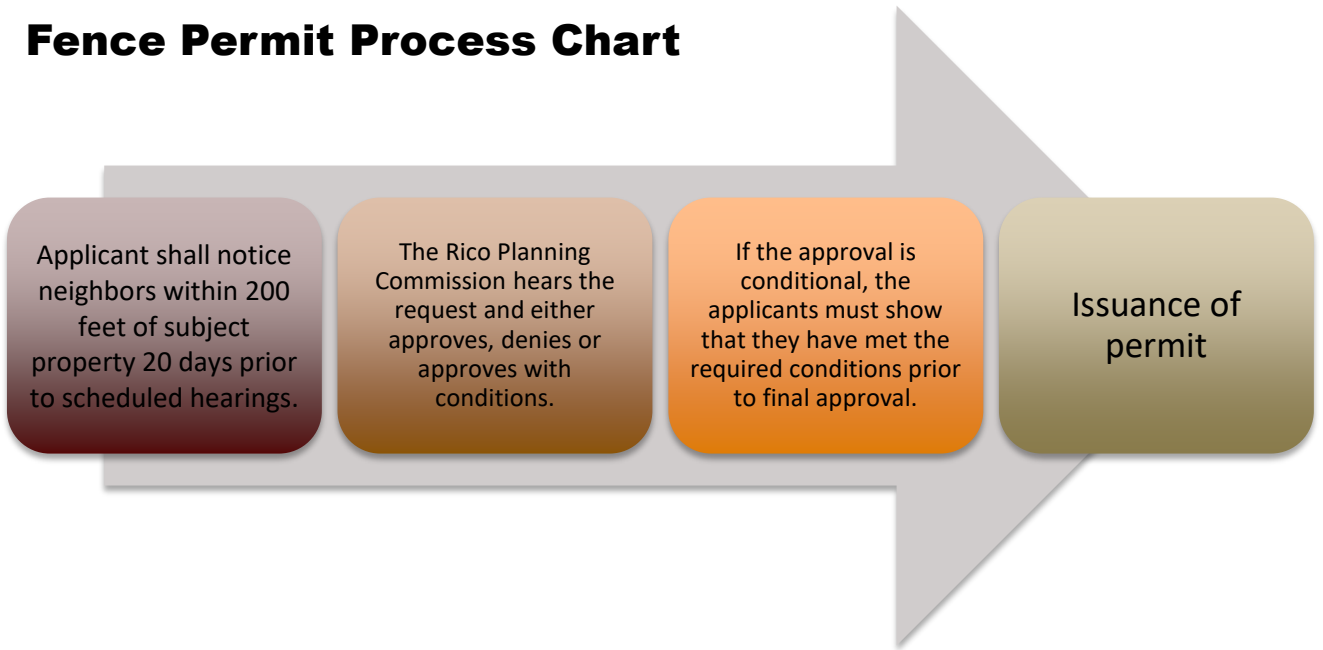 Fence Permit Process Chart
Applicant shall notice
neighbors within 200
feet of subject
property 20 days prior
to scheduled hearings.
The Rico Planning
Commission hears the
request and either
approves, denies or
approves with
conditions.
If the approval is
conditional, the
applicants must show
that they have met the
required conditions prior
to final approval.
Issuance of
permit